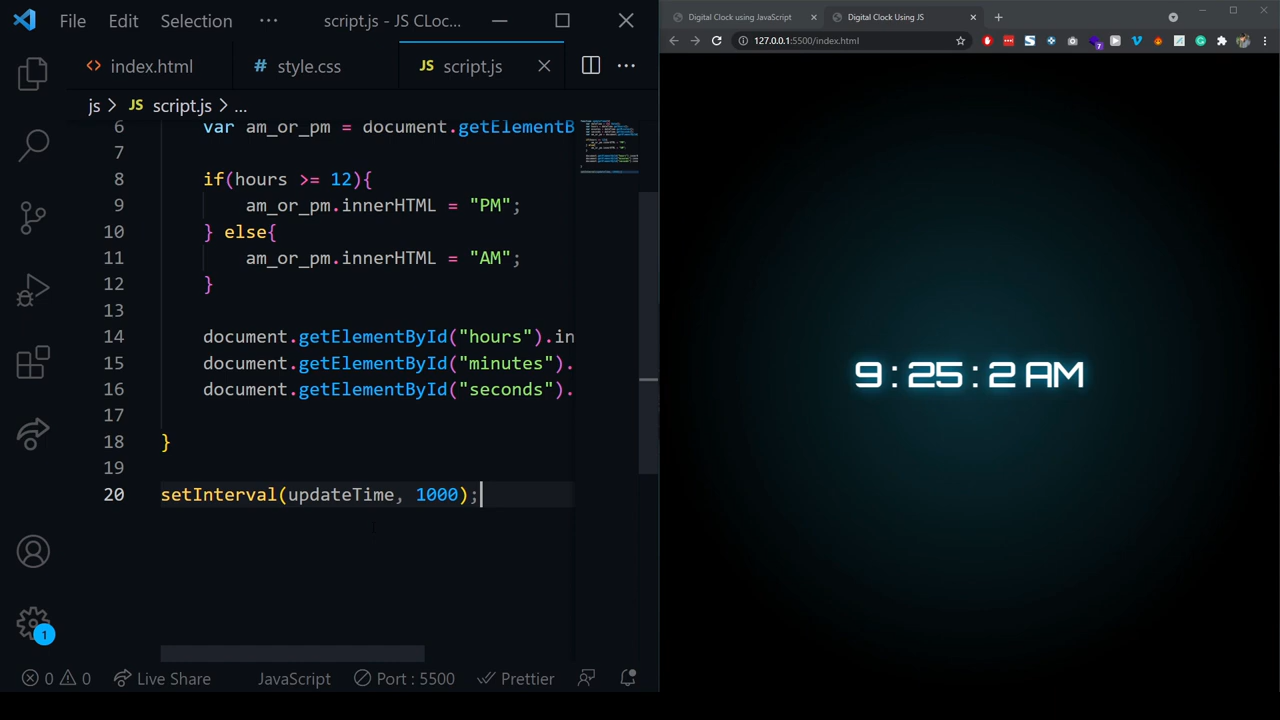 File Edit Selection ··· script.js - JS CLoc...
index.html
style.css
JS script.js
js > JS script.js > ...
6 var am_or_pm = document.getElementB
7
8 if(hours >= 12){
9 am_or_pm.innerHTML = "PM";
10 } else{
11 am_or_pm.innerHTML = "AM";
12 }
13
14 document.getElementById("hours").in
15 document.getElementById("minutes").
16 document.getElementById("seconds").
17
18 }
19
20 setInterval(updateTime, 1000);
1
0 0 Live Share JavaScript Port : 5500 Prettier
Digital Clock using JavaScript
Digital Clock Using JS
127.0.0.1:5500/index.html
9 : 25 : 2 AM